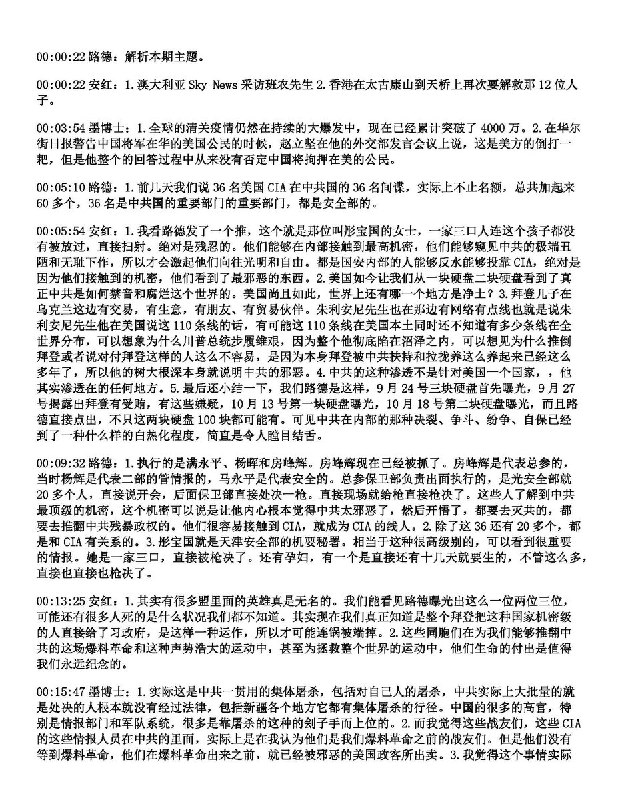 00:00:22 路德：解析本期主题。
00:00:22 安红：1.澳大利亚 Sky News 采访班农先生 2.香港在太古康山到天桥上再次要解救那 12 位人
子。
00:03:54 墨博士：1.全球的清关疫情仍然在持续的大爆发中，现在已经累计突破了 4000 万。2.在华尔
街日报警告中国将军在华的美国公民的时候，赵立坚在他的外交部发言会议上说，这是美方的倒打一
耙，但是他整个的回答过程中从来没有否定中国将拘押在美的公民。
00:05:10 路德：1.前几天我们说 36 名美国 CIA 在中共国的 36 名间谍，实际上不止名额，总共加起来
60 多个，36 名是中共国的重要部门的重要部门，都是安全部的。
00:05:54 安红：1.我看路德发了一个推，这个就是那位叫彤宝国的女士，一家三口人连这个孩子都没
有被放过，直接扫射。绝对是残忍的。他们能够在内部接触到最高机密，他们能够窥见中共的极端丑
陋和无耻下作，所以才会激起他们向往光明和自由。都是国安内部的人能够反水能够投靠 CIA，绝对是
因为他们接触到的机密，他们看到了最邪恶的东西。2.美国如今让我们从一块硬盘二块硬盘看到了真
正中共是如何禁音和腐烂这个世界的。美国尚且如此，世界上还有哪一个地方是净土？3.拜登儿子在
乌克兰这边有交易，有生意，有朋友、有贸易伙伴。朱利安尼先生也在那边有网络有点线也就是说朱
利安尼先生他在美国说这 110 条线的话，有可能这 110 条线在美国本土同时还不知道有多少条线在全
世界分布，可以想象为什么川普总统步履维艰，因为整个他彻底陷在沼泽之内，可以想见为什么推倒
拜登或者说对付拜登这样的人这么不容易，是因为本身拜登被中共扶持和拉拢养这么养起来已经这么
多年了，所以他的树大根深本身就说明中共的邪恶。4.中共的这种渗透不是针对美国一个国家，，他
其实渗透在的任何地方。5.最后还小结一下，我们路德是这样，9 月 24 号三块硬盘首先曝光，9 月 27
号揭露出拜登有受贿，有这些嫌疑，10 月 13 号第一块硬盘曝光，10 月 18 号第二块硬盘曝光，而且路
德直接点出，不只这两块硬盘 100 块都可能有。可见中共在内部的那种决裂、争斗、纷争、自保已经
到了一种什么样的白热化程度，简直是令人瞠目结舌。
00:09:32 路德：1.执行的是满永平、杨晖和房峰辉。房峰辉现在已经被抓了。房峰辉是代表总参的，
当时杨辉是代表二部的管情报的，马永平是代表安全的。总参保卫部负责出面执行的，是光安全部就
20 多个人，直接说开会，后面保卫部直接处决一枪。直接现场就给枪直接枪决了。这些人了解到中共
最顶级的机密，这个机密可以说是让他内心根本觉得中共太邪恶了，然后开悟了，都要去灭共的，都
要去推翻中共残暴政权的。他们很容易接触到 CIA，就成为 CIA 的线人。2.除了这 36 还有 20 多个，都
是和 CIA 有关系的。3.彤宝国就是天津安全部的机要秘书。相当于这种很高级别的，可以看到很重要
的情报。她是一家三口，直接被枪决了。还有孕妇，有一个是直接还有十几天就要生的，不管这么多，
直接也直接也枪决了。
00:13:25 安红：1.其实有很多盟里面的英雄真是无名的。我们能看见路德曝光出这么一位两位三位，
可能还有很多人死的是什么状况我们都不知道。其实现在我们真正知道是整个拜登把这种国家机密级
的人直接给了习政府，是这样一种运作，所以才可能连锅被端掉。2.这些同胞们在为我们能够推翻中
共的这场爆料革命和这种声势浩大的运动中，甚至为拯救整个世界的运动中，他们生命的付出是值得
我们永远纪念的。
00:15:47 墨博士：1.实际这是中共一贯用的集体屠杀，包括对自己人的屠杀，中共实际上大批量的就
是处决的人根本就没有经过法律，包括新疆各个地方它都有集体屠杀的行径。中国的很多的高官，特
别是情报部门和军队系统，很多是靠屠杀的这种的刽子手而上位的。2.而我觉得这些战友们，这些 CIA
的这些情报人员在中共的里面，实际上是在我认为他们是我们爆料革命之前的战友们。但是他们没有
等到爆料革命，他们在爆料革命出来之前，就已经被邪恶的美国政客所出卖。3.我觉得这个事情实际